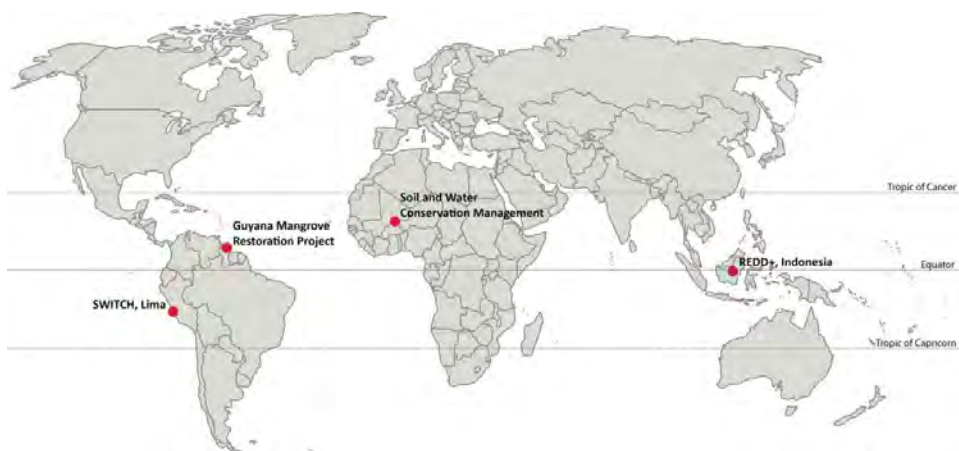 Tropic of Cancer
Soil and Water
Conservation Management
Guyana Mangrove
Restoration Project
Equator
REDD+, Indonesia
SWITCH, Lima
Tropic of Capricorn